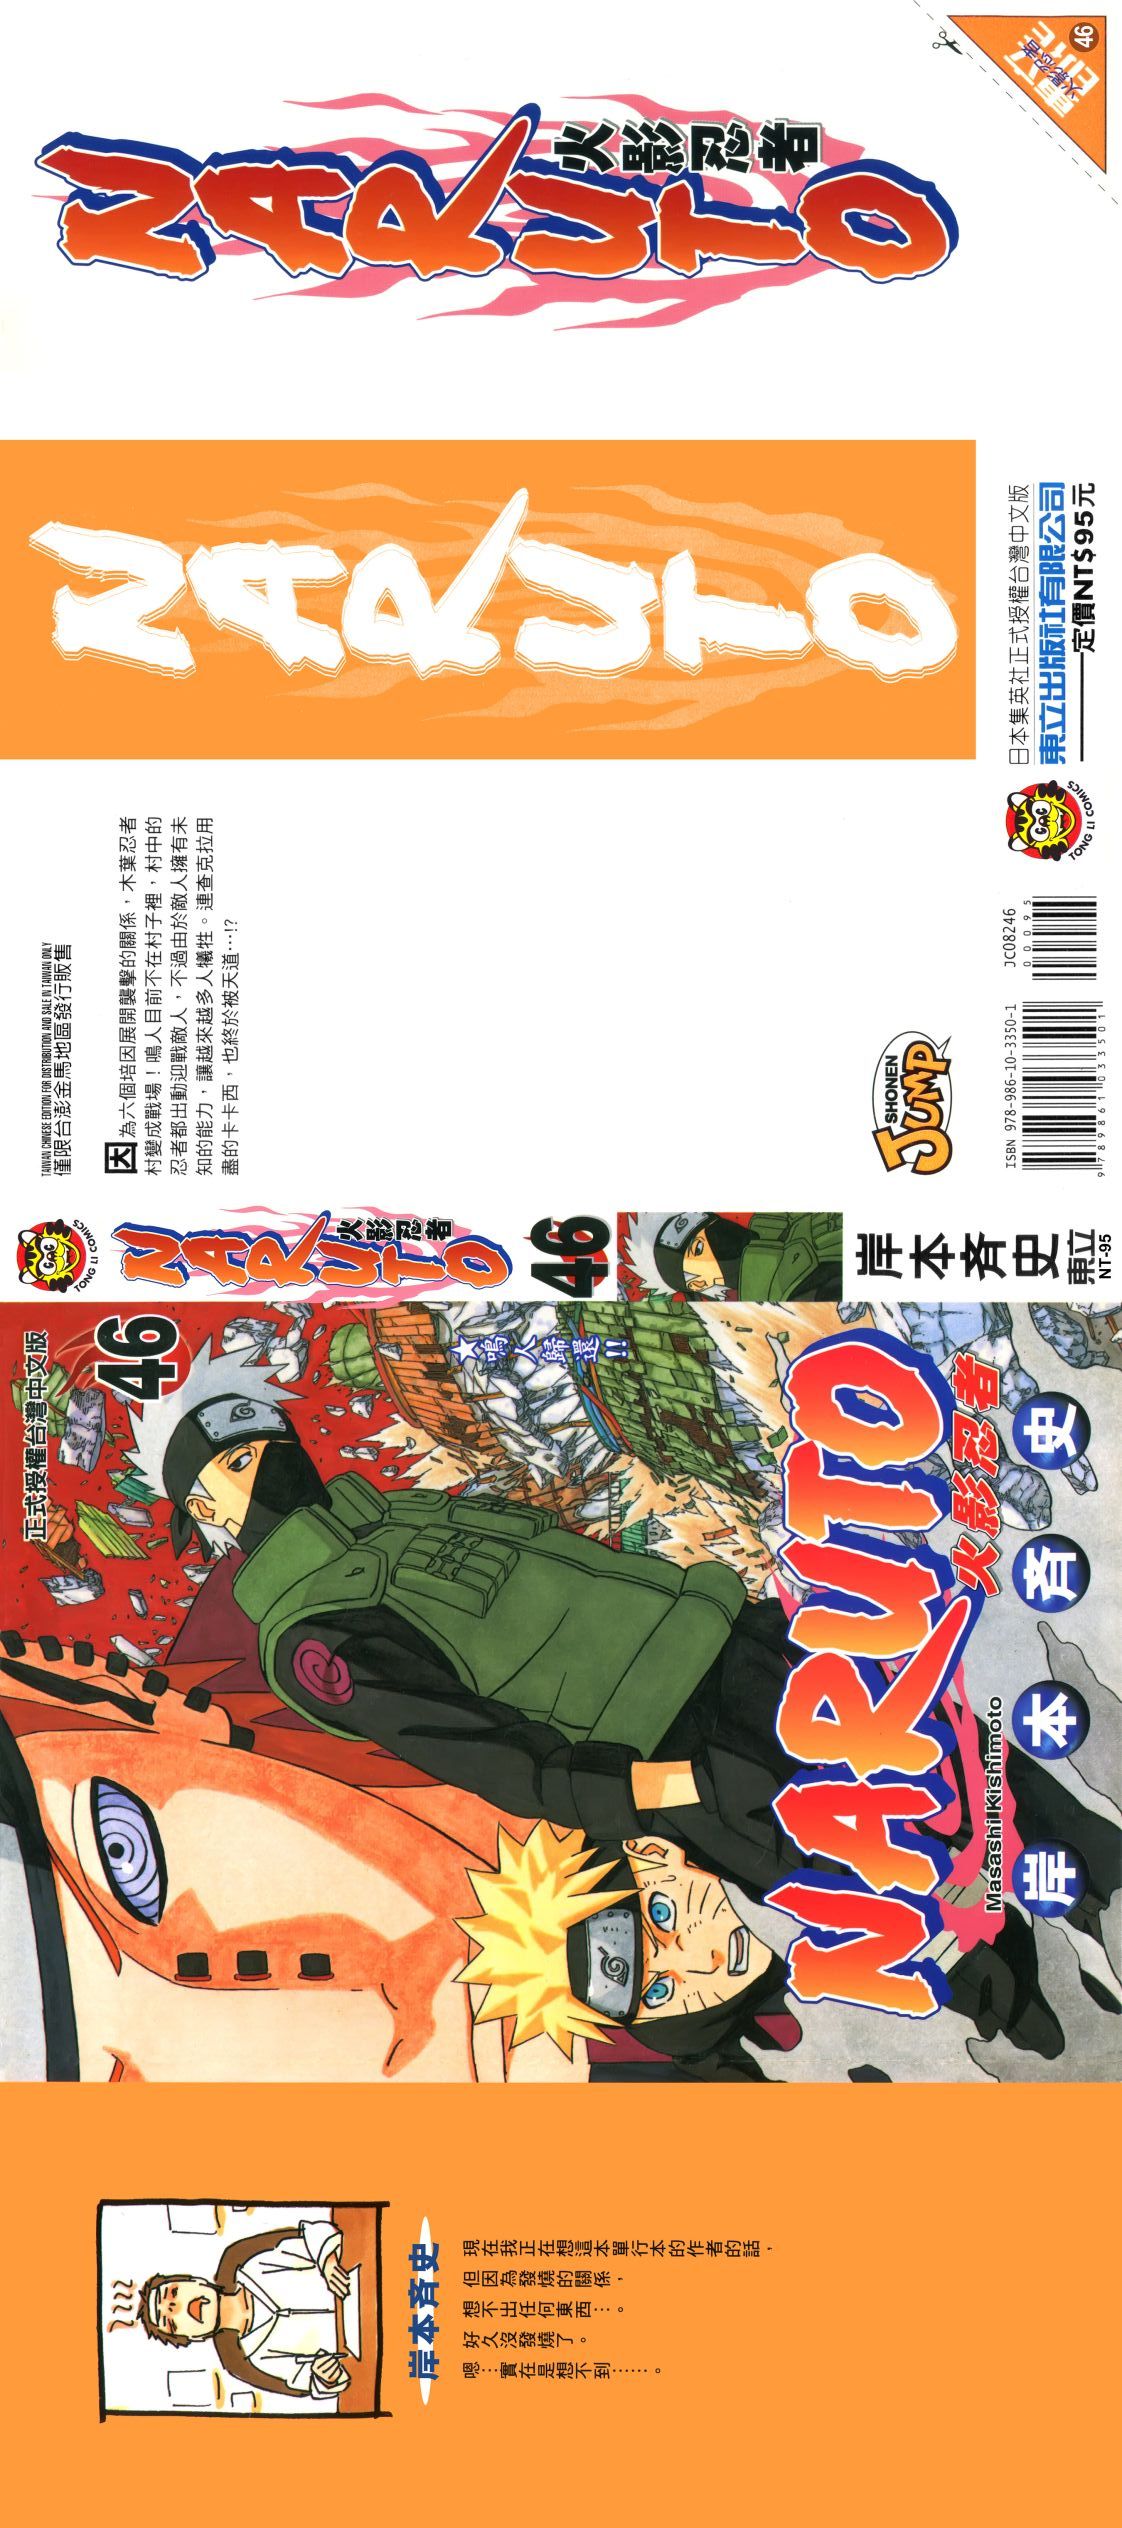 現在我正在想這本單行本的作者的話，
但因為發燒的關係，
想不出任何東西…。
好久沒發燒了。
嗯…實在是想不到……。
岸本斉史
正式授權台灣中文版
46
★鳴人歸還!!
NARUTO
火影忍者
Masashi Kishimoto
岸本斉史
TONG LI COMICS
NARUTO
火影忍者
46
岸本斉史
東立
NT-95
TAIWAN CHINESE EDITION FOR DISTRIBUTION AND SALE IN TAIWAN ONLY
僅限台澎金馬地區發行販售
因為六個培因展開襲擊的關係，木葉忍者
村變成戰場！鳴人目前不在村子裡，村中的
忍者都出動迎戰敵人，不過由於敵人擁有未
知的能力，讓越來越多人犧牲。連查克拉用
盡的卡卡西，也終於被天道…!?
SHONEN
JUMP
ISBN 978-986-10-3350-1
9 789861 033501
JC08246
00095
TONG LI COMICS
日本集英社正式授權台灣中文版
東立出版社有限公司
定價NT$95元
NARUTO
NARUTO
火影忍者
火影忍者
46